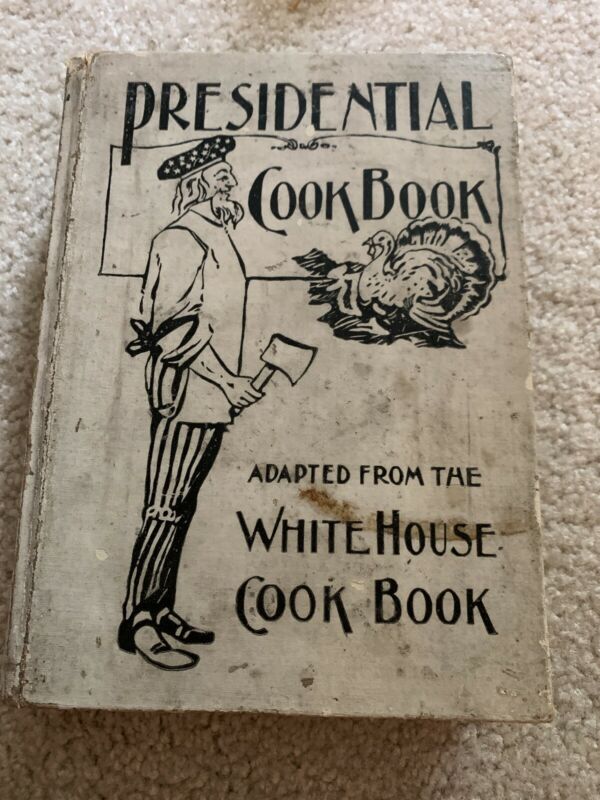 PRESIDENTIAL
COOK BOOK
ADAPTED FROM THE
WHITE HOUSE
COOK BOOK